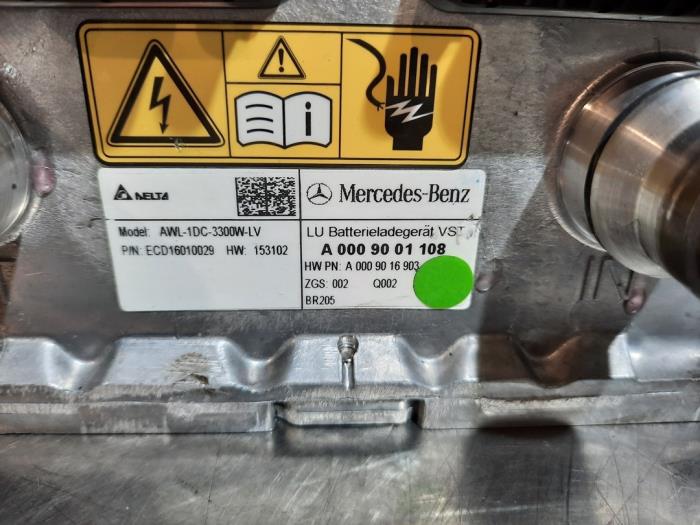 DELTA
Model: AWL-1DC-3300W-LV
P/N: ECD16010029 HW: 153102
Mercedes-Benz
LU Batterieladegerät VST
A 000 90 01 108
HW PN: A 000 90 16 903
ZGS: 002 Q002
BR205